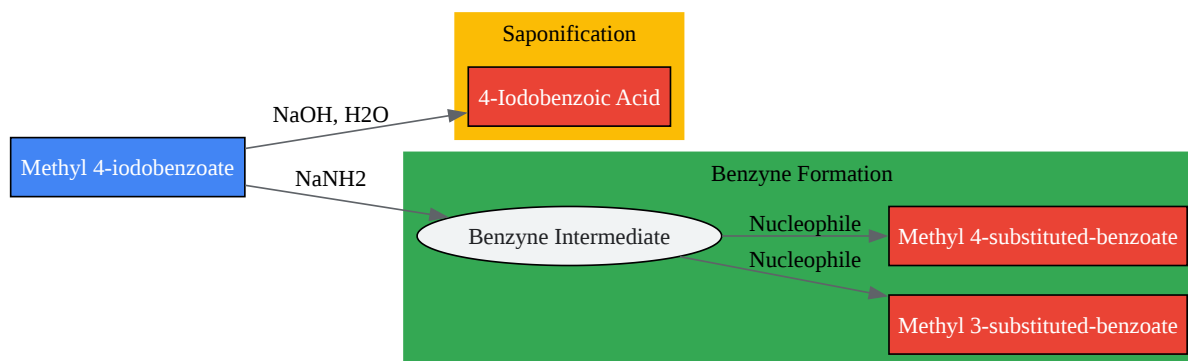 Saponification
4-Iodobenzoic Acid
NaOH, H2O
Methyl 4-iodobenzoate
NaNH2
Benzyne Formation
Benzyne Intermediate
Nucleophile
Methyl 4-substituted-benzoate
Nucleophile
Methyl 3-substituted-benzoate